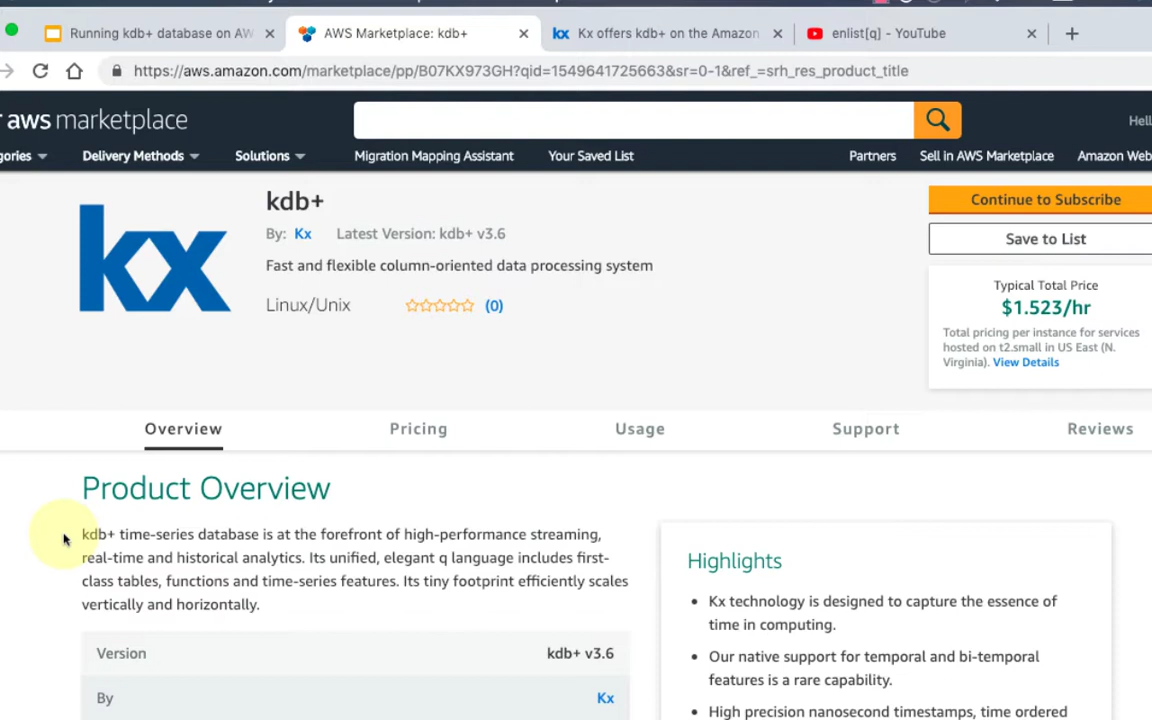 Running kdb+ database on AW
AWS Marketplace: kdb+
kx Kx offers kdb+ on the Amazon
enlist[q] - YouTube
https://aws.amazon.com/marketplace/pp/B07KX973GH?qid=1549641725663&sr=0-1&ref_=srh_res_product_title
aws marketplace
Hell
gories
Delivery Methods
Solutions
Migration Mapping Assistant
Your Saved List
Partners
Sell in AWS Marketplace
Amazon Web
kx
kdb+
By: Kx Latest Version: kdb+ v3.6
Fast and flexible column-oriented data processing system
Linux/Unix
(0)
Continue to Subscribe
Save to List
Typical Total Price
$1.523/hr
Total pricing per instance for services
hosted on t2.small in US East (N.
Virginia). View Details
Overview
Pricing
Usage
Support
Reviews
Product Overview
kdb+ time-series database is at the forefront of high-performance streaming,
real-time and historical analytics. Its unified, elegant q language includes first-
class tables, functions and time-series features. Its tiny footprint efficiently scales
vertically and horizontally.
Version kdb+ v3.6
By Kx
Highlights
• Kx technology is designed to capture the essence of
time in computing.
• Our native support for temporal and bi-temporal
features is a rare capability.
• High precision nanosecond timestamps, time ordered